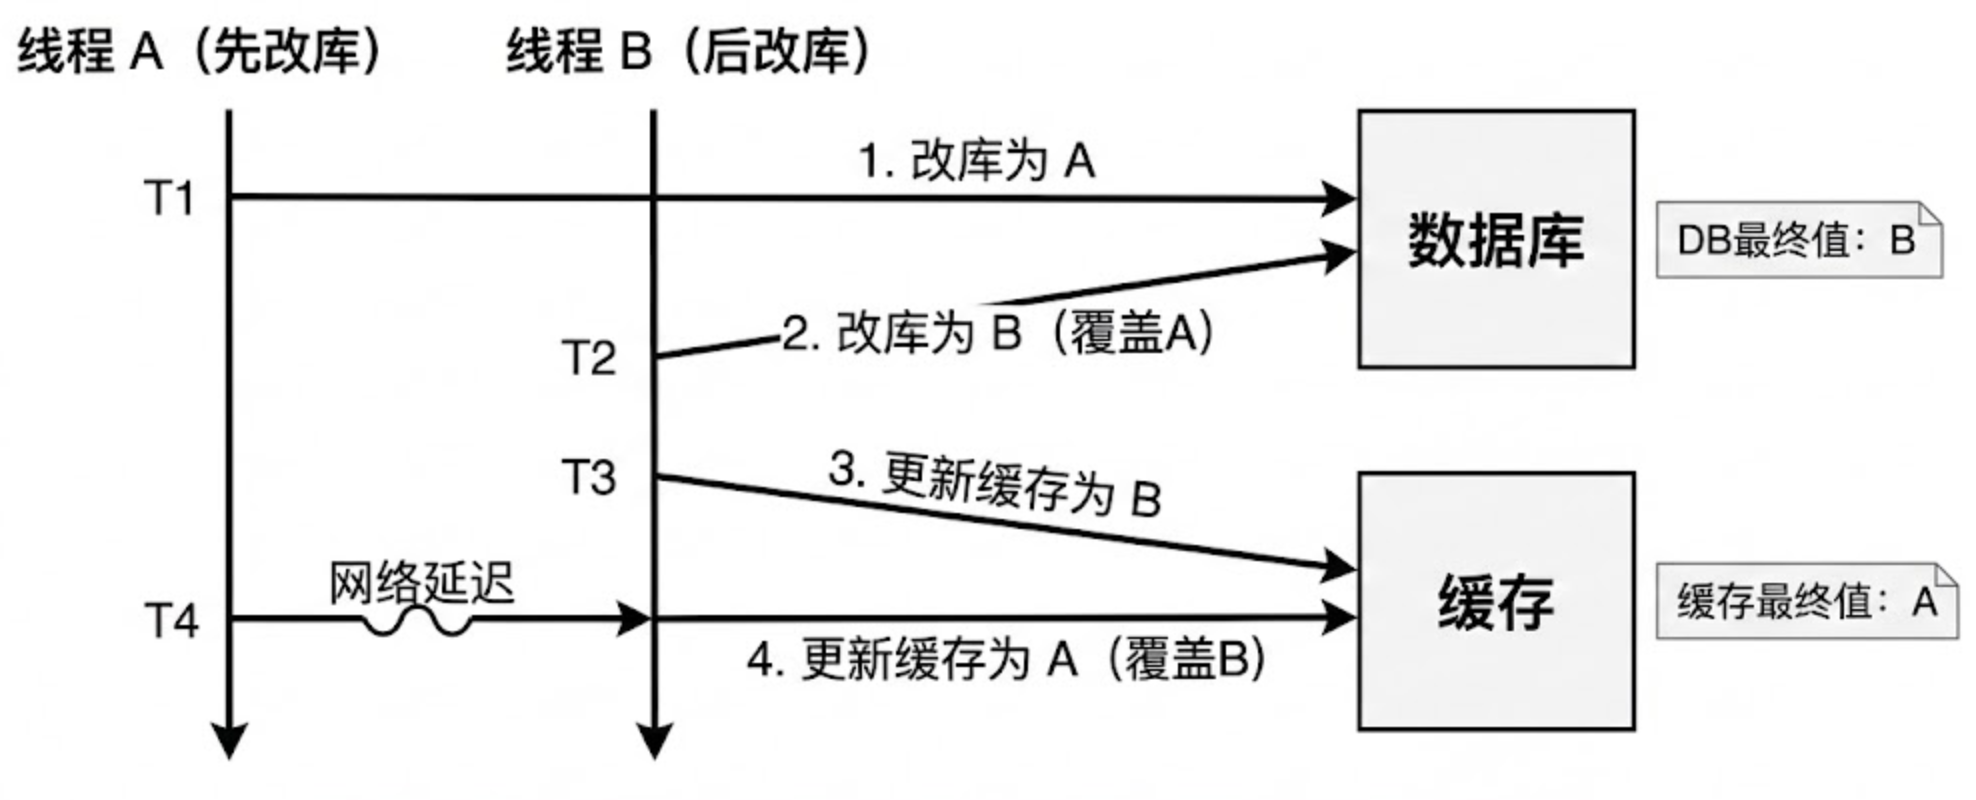 线程 A（先改库）
线程 B（后改库）
T1
1. 改库为 A
数据库
DB最终值：B
T2
2. 改库为 B（覆盖A）
T3
3. 更新缓存为 B
网络延迟
T4
缓存
缓存最终值：A
4. 更新缓存为 A（覆盖B）